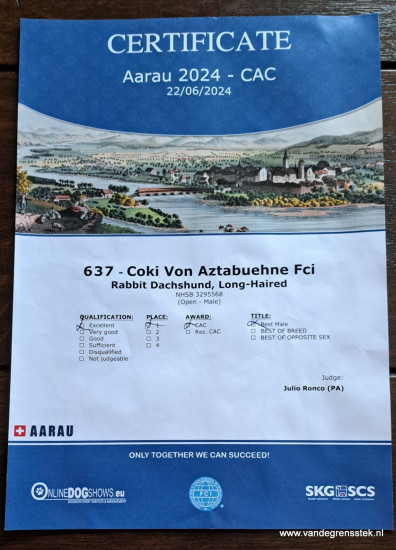 CERTIFICATE
Aarau 2024 - CAC
22/06/2024
637 - Coki Von Aztabuehne Fci
Rabbit Dachshund, Long-Haired
NHSB 3295568
(Open - Male)
QUALIFICATION: PLACE: AWARD: TITLE:
Excellent 1 CAC Best Male
Very good 2 Res. CAC BEST OF BREED
Good 3 BEST OF OPPOSITE SEX
Sufficient 4
Disqualified
Not judgeable
Judge:
Julio Ronco (PA)
AARAU
ONLY TOGETHER WE CAN SUCCEED!
ONLINEDOGSHOWS.eu FCI SKG SCS
www.vandegrensstek.nl